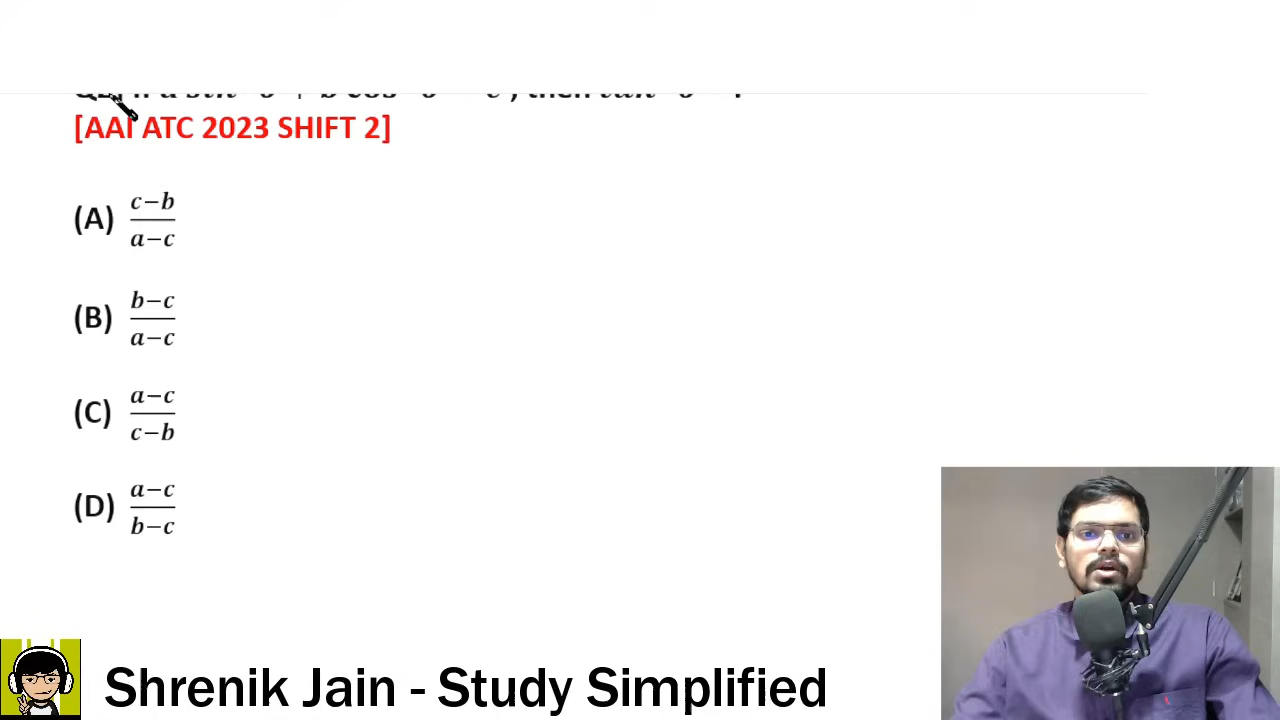 [AAI ATC 2023 SHIFT 2]
(A) c−b / a−c
(B) b−c / a−c
(C) a−c / c−b
(D) a−c / b−c
Shrenik Jain - Study Simplified